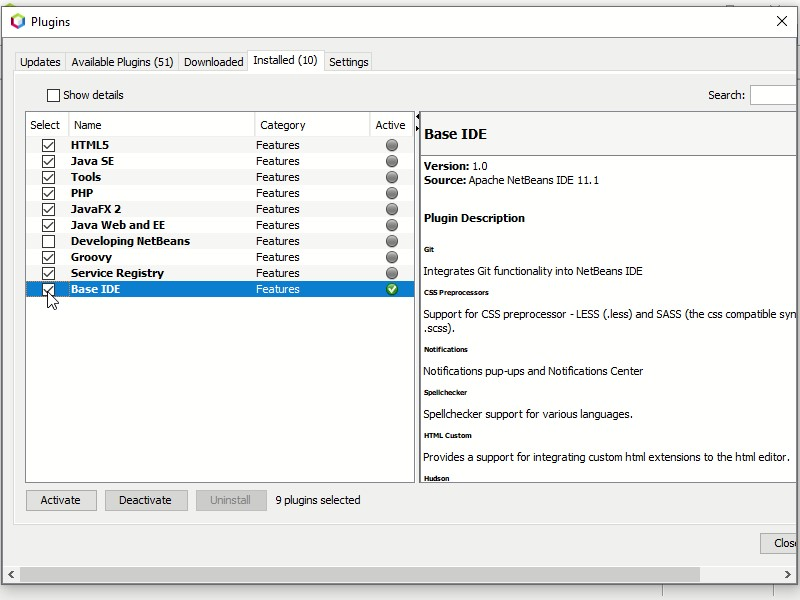 Plugins
Updates Available Plugins (51) Downloaded Installed (10) Settings
Show details Search:
Select Name Category Active
HTML5 Features
Java SE Features
Tools Features
PHP Features
JavaFX 2 Features
Java Web and EE Features
Developing NetBeans Features
Groovy Features
Service Registry Features
Base IDE Features
Base IDE
Version: 1.0
Source: Apache NetBeans IDE 11.1
Plugin Description
Git
Integrates Git functionality into NetBeans IDE
CSS Preprocessors
Support for CSS preprocessor - LESS (.less) and SASS (the css compatible syn
.scss).
Notifications
Notifications pup-ups and Notifications Center
Spellchecker
Spellchecker support for various languages.
HTML Custom
Provides a support for integrating custom html extensions to the html editor.
Hudson
Activate Deactivate Uninstall 9 plugins selected
Close